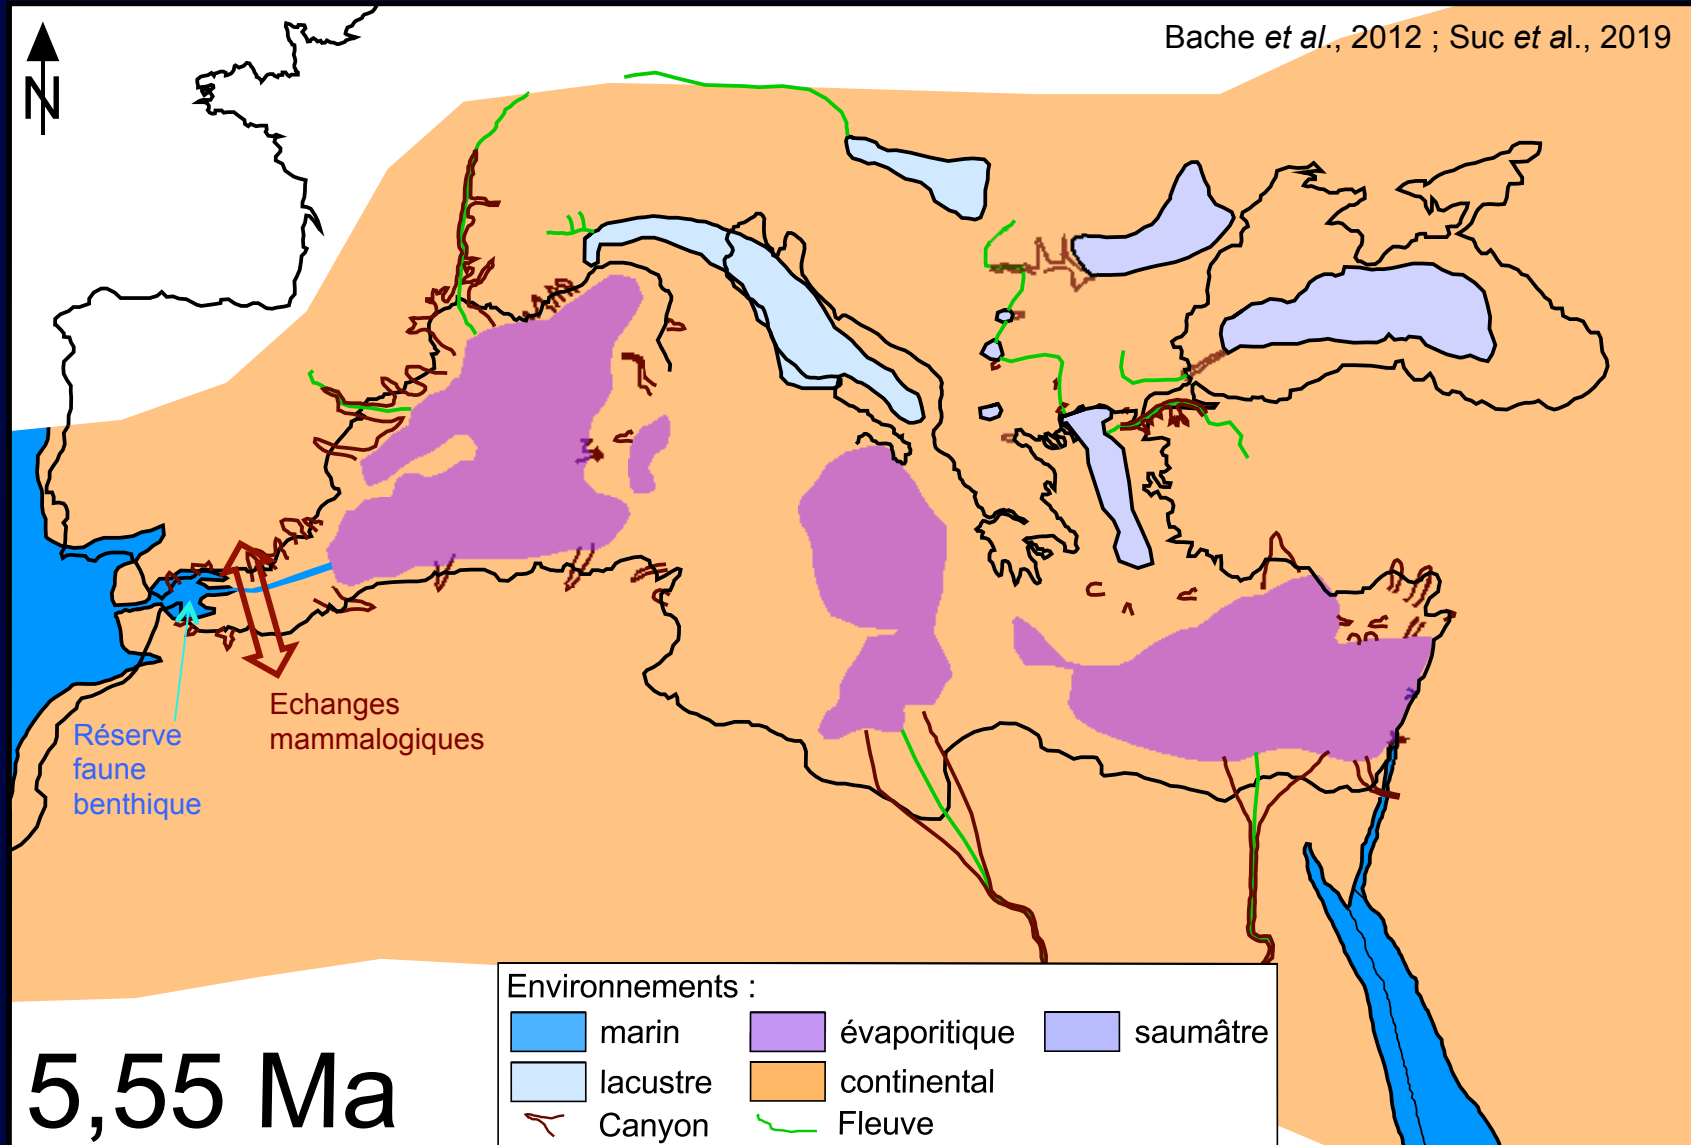 Bache et al., 2012 ; Suc et al., 2019
N
Echanges
mammalogiques
Réserve
faune
benthique
Environnements :
marin
évaporitique
saumâtre
lacustre
continental
Canyon
Fleuve
5,55 Ma